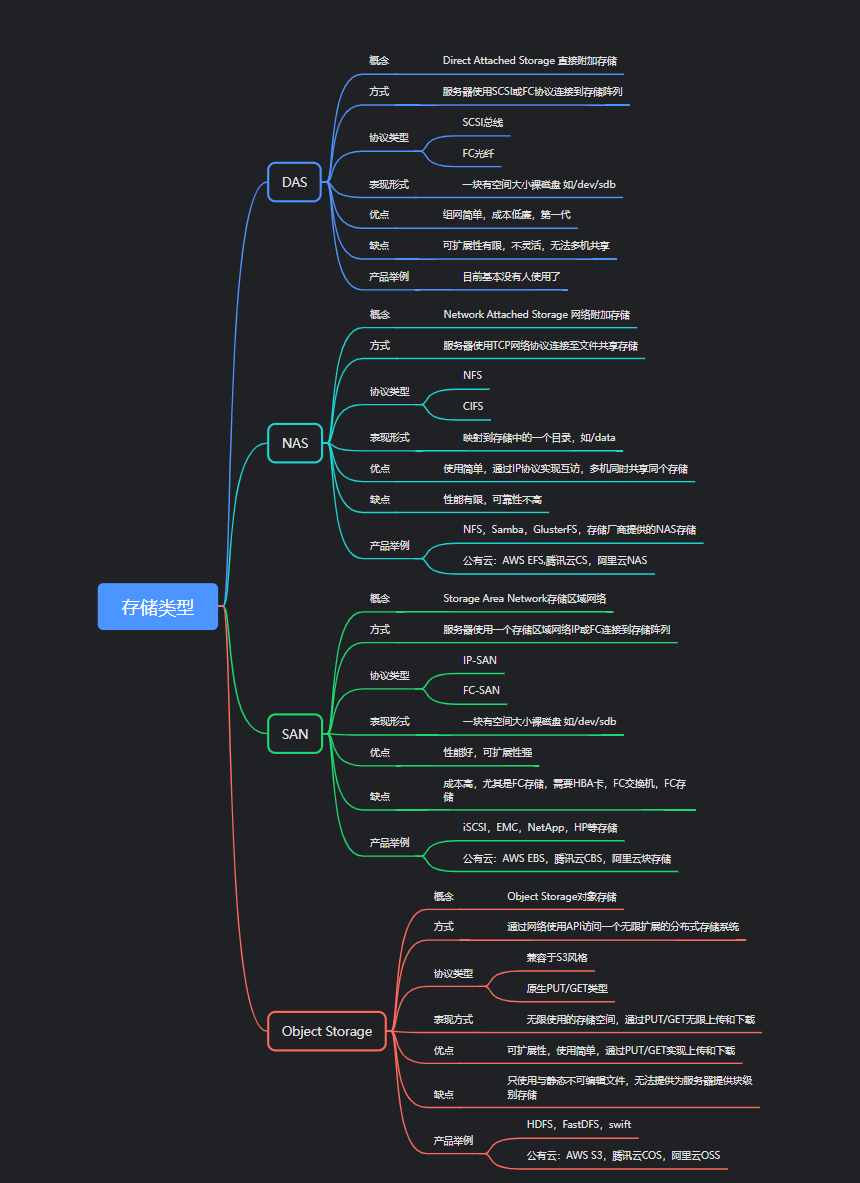 存储类型
DAS
概念
Direct Attached Storage 直接附加存储
方式
服务器使用SCSI或FC协议连接到存储阵列
协议类型
SCSI总线
FC光纤
表现形式
一块有空间大小裸磁盘 如/dev/sdb
优点
组网简单，成本低廉，第一代
缺点
可扩展性有限，不灵活，无法多机共享
产品举例
目前基本没有人使用了
NAS
概念
Network Attached Storage 网络附加存储
方式
服务器使用TCP网络协议连接至文件共享存储
协议类型
NFS
CIFS
表现形式
映射到存储中的一个目录，如/data
优点
使用简单，通过IP协议实现互访，多机同时共享同个存储
缺点
性能有限，可靠性不高
产品举例
NFS，Samba，GlusterFS，存储厂商提供的NAS存储
公有云：AWS EFS,腾讯云CS，阿里云NAS
SAN
概念
Storage Area Network存储区域网络
方式
服务器使用一个存储区域网络IP或FC连接到存储阵列
协议类型
IP-SAN
FC-SAN
表现形式
一块有空间大小裸磁盘 如/dev/sdb
优点
性能好，可扩展性强
缺点
成本高，尤其是FC存储，需要HBA卡，FC交换机，FC存
储
产品举例
iSCSI，EMC，NetApp，HP等存储
公有云：AWS EBS，腾讯云CBS，阿里云块存储
Object Storage
概念
Object Storage对象存储
方式
通过网络使用API访问一个无限扩展的分布式存储系统
协议类型
兼容于S3风格
原生PUT/GET类型
表现方式
无限使用的存储空间，通过PUT/GET无限上传和下载
优点
可扩展性，使用简单，通过PUT/GET实现上传和下载
缺点
只使用与静态不可编辑文件，无法提供为服务器提供块级
别存储
产品举例
HDFS，FastDFS，swift
公有云：AWS S3，腾讯云COS，阿里云OSS